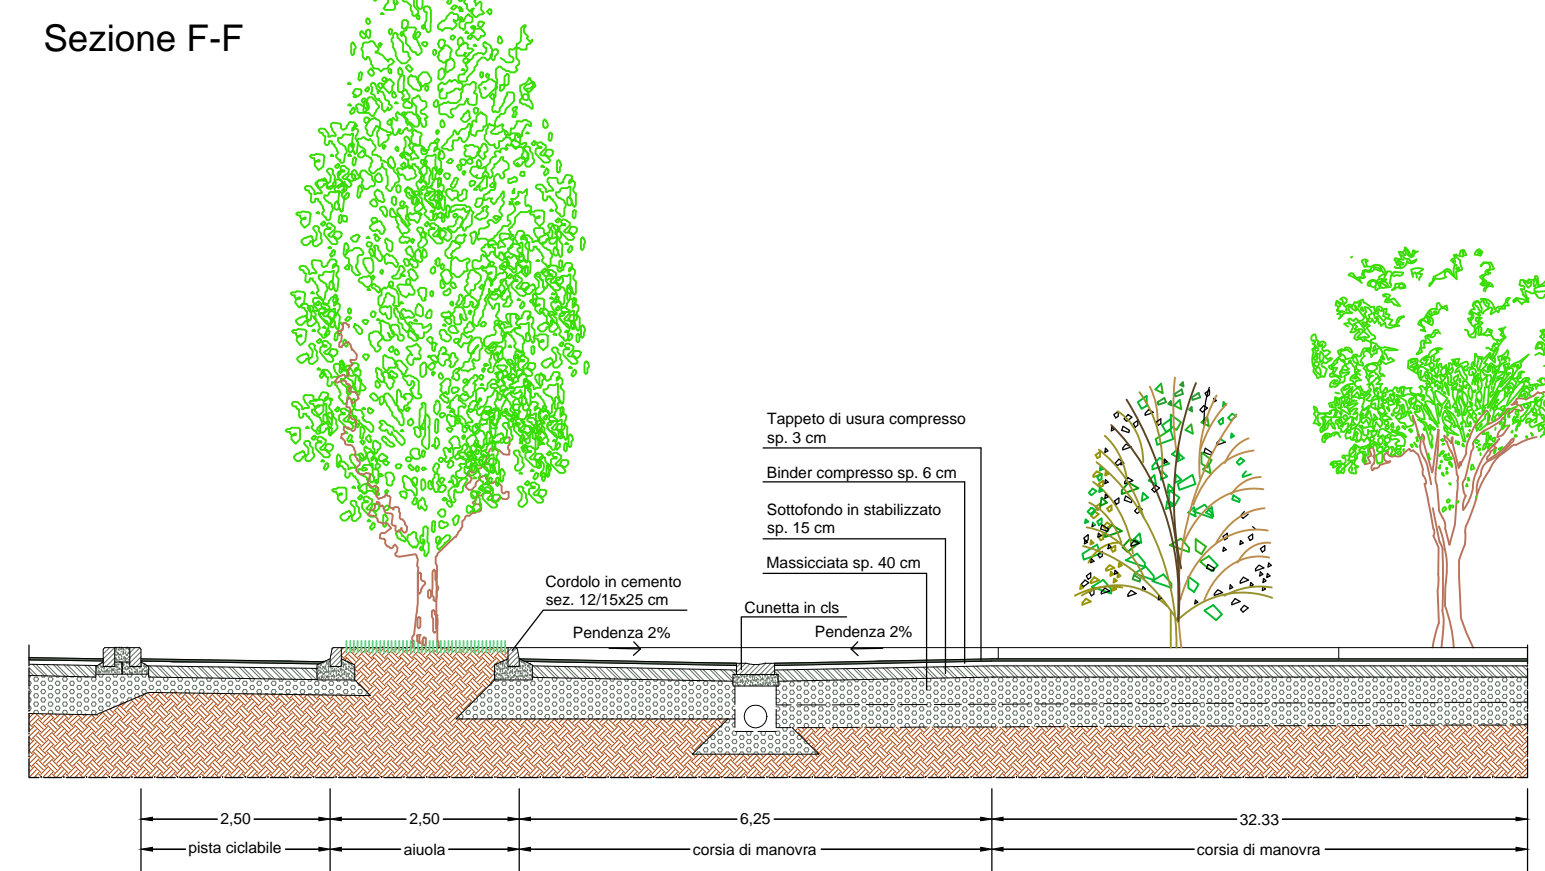 Sezione F-F
Tappeto di usura compresso
sp. 3 cm
Binder compresso sp. 6 cm
Sottofondo in stabilizzato
sp. 15 cm
Massicciata sp. 40 cm
Cordolo in cemento
sez. 12/15x25 cm
Cunetta in cls
Pendenza 2%
Pendenza 2%
2,50
2,50
6,25
32.33
pista ciclabile
aiuola
corsia di manovra
corsia di manovra